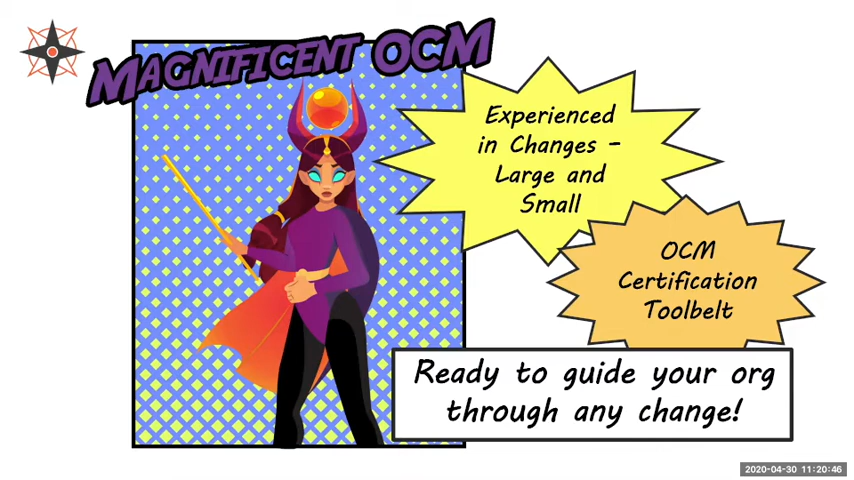 MAGNIFICENT OCM
Experienced
in Changes –
Large and
Small
OCM
Certification
Toolbelt
Ready to guide your org
through any change!
2020-04-30 11:20:46